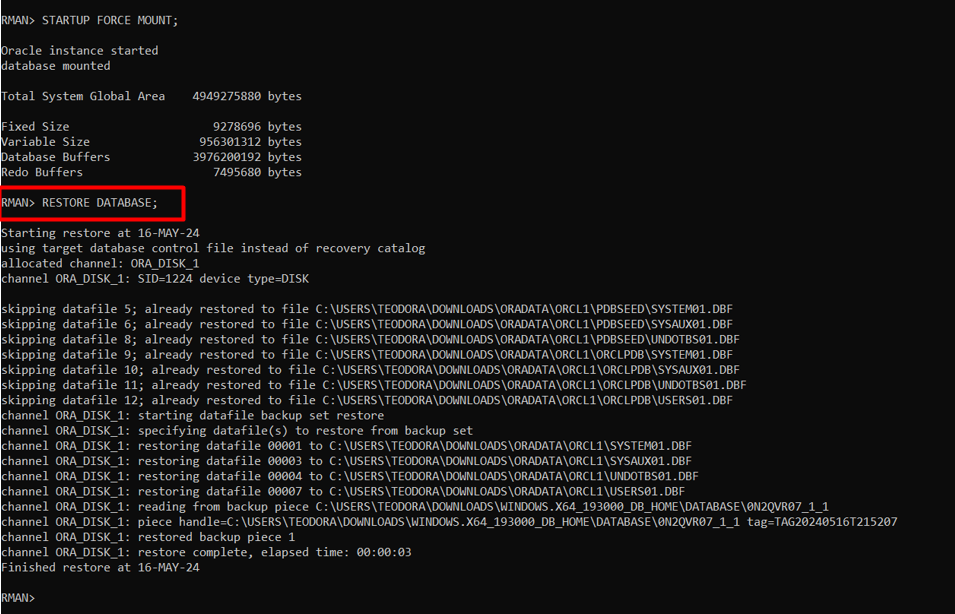 RMAN> STARTUP FORCE MOUNT;
Oracle instance started
database mounted
Total System Global Area    4949275880 bytes
Fixed Size                     9278696 bytes
Variable Size                956301312 bytes
Database Buffers            3976200192 bytes
Redo Buffers                   7495680 bytes
RMAN> RESTORE DATABASE;
Starting restore at 16-MAY-24
using target database control file instead of recovery catalog
allocated channel: ORA_DISK_1
channel ORA_DISK_1: SID=1224 device type=DISK
skipping datafile 5; already restored to file C:\USERS\TEODORA\DOWNLOADS\ORADATA\ORCL1\PDBSEED\SYSTEM01.DBF
skipping datafile 6; already restored to file C:\USERS\TEODORA\DOWNLOADS\ORADATA\ORCL1\PDBSEED\SYSAUX01.DBF
skipping datafile 8; already restored to file C:\USERS\TEODORA\DOWNLOADS\ORADATA\ORCL1\PDBSEED\UNDOTBS01.DBF
skipping datafile 9; already restored to file C:\USERS\TEODORA\DOWNLOADS\ORADATA\ORCL1\ORCLPDB\SYSTEM01.DBF
skipping datafile 10; already restored to file C:\USERS\TEODORA\DOWNLOADS\ORADATA\ORCL1\ORCLPDB\SYSAUX01.DBF
skipping datafile 11; already restored to file C:\USERS\TEODORA\DOWNLOADS\ORADATA\ORCL1\ORCLPDB\UNDOTBS01.DBF
skipping datafile 12; already restored to file C:\USERS\TEODORA\DOWNLOADS\ORADATA\ORCL1\ORCLPDB\USERS01.DBF
channel ORA_DISK_1: starting datafile backup set restore
channel ORA_DISK_1: specifying datafile(s) to restore from backup set
channel ORA_DISK_1: restoring datafile 00001 to C:\USERS\TEODORA\DOWNLOADS\ORADATA\ORCL1\SYSTEM01.DBF
channel ORA_DISK_1: restoring datafile 00003 to C:\USERS\TEODORA\DOWNLOADS\ORADATA\ORCL1\SYSAUX01.DBF
channel ORA_DISK_1: restoring datafile 00004 to C:\USERS\TEODORA\DOWNLOADS\ORADATA\ORCL1\UNDOTBS01.DBF
channel ORA_DISK_1: restoring datafile 00007 to C:\USERS\TEODORA\DOWNLOADS\ORADATA\ORCL1\USERS01.DBF
channel ORA_DISK_1: reading from backup piece C:\USERS\TEODORA\DOWNLOADS\WINDOWS.X64_193000_DB_HOME\DATABASE\0N2QVR07_1_1
channel ORA_DISK_1: piece handle=C:\USERS\TEODORA\DOWNLOADS\WINDOWS.X64_193000_DB_HOME\DATABASE\0N2QVR07_1_1 tag=TAG20240516T215207
channel ORA_DISK_1: restored backup piece 1
channel ORA_DISK_1: restore complete, elapsed time: 00:00:03
Finished restore at 16-MAY-24
RMAN>